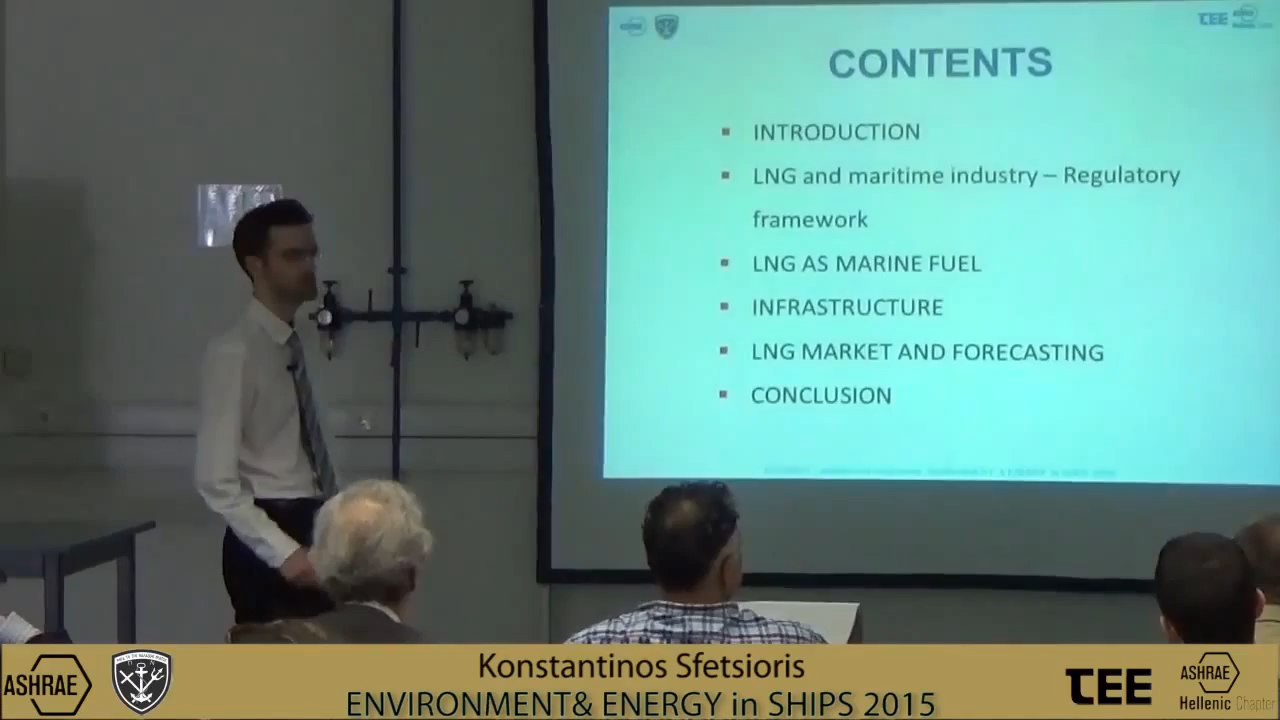 TEE
CONTENTS
INTRODUCTION
LNG and maritime industry – Regulatory
framework
LNG AS MARINE FUEL
INFRASTRUCTURE
LNG MARKET AND FORECASTING
CONCLUSION
ASHRAE
Konstantinos Sfetsioris
ENVIRONMENT& ENERGY in SHIPS 2015
TEE
ASHRAE
Hellenic Chapter